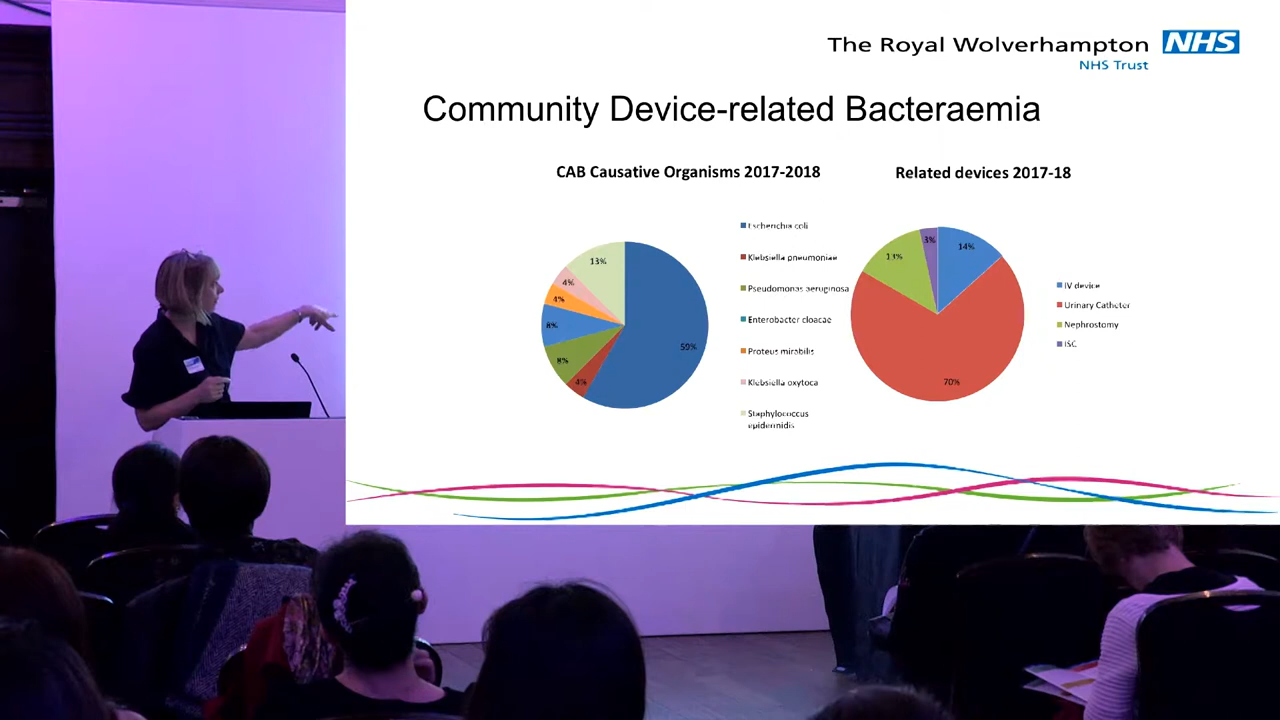 The Royal Wolverhampton NHS
NHS Trust
Community Device-related Bacteraemia
CAB Causative Organisms 2017-2018
13%
4%
4%
8%
8%
4%
59%
Escherichia coli
Klebsiella pneumoniae
Pseudomonas aeruginosa
Enterobacter cloacae
Proteus mirabilis
Klebsiella oxytoca
Staphylococcus
epidermidis
Related devices 2017-18
3%
14%
13%
70%
IV device
Urinary Catheter
Nephrostomy
ISC